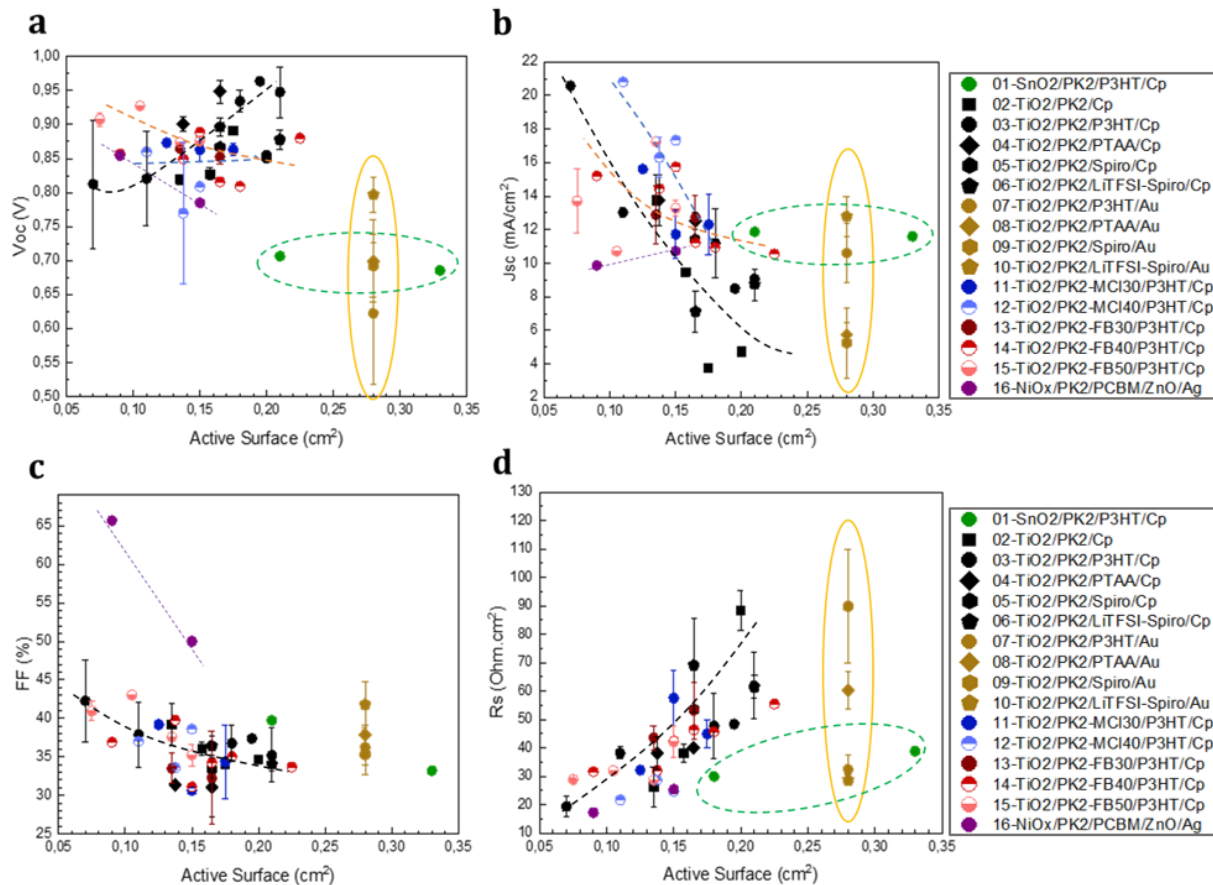 a
1,00
0,95
0,90
0,85
0,80
0,75
0,70
0,65
0,60
0,55
0,50
Voc (V)
0,05 0,10 0,15 0,20 0,25 0,30 0,35
Active Surface (cm²)
b
22
20
18
16
14
12
10
8
6
4
2
Jsc (mA/cm²)
0,05 0,10 0,15 0,20 0,25 0,30 0,35
Active Surface (cm²)
01-SnO2/PK2/P3HT/Cp
02-TiO2/PK2/Cp
03-TiO2/PK2/P3HT/Cp
04-TiO2/PK2/PTAA/Cp
05-TiO2/PK2/Spiro/Cp
06-TiO2/PK2/LiTFSI-Spiro/Cp
07-TiO2/PK2/P3HT/Au
08-TiO2/PK2/PTAA/Au
09-TiO2/PK2/Spiro/Au
10-TiO2/PK2/LiTFSI-Spiro/Au
11-TiO2/PK2-MCl30/P3HT/Cp
12-TiO2/PK2-MCl40/P3HT/Cp
13-TiO2/PK2-FB30/P3HT/Cp
14-TiO2/PK2-FB40/P3HT/Cp
15-TiO2/PK2-FB50/P3HT/Cp
16-NiOx/PK2/PCBM/ZnO/Ag
c
65
60
55
50
45
40
35
30
25
FF (%)
0,05 0,10 0,15 0,20 0,25 0,30 0,35
Active Surface (cm²)
d
130
120
110
100
90
80
70
60
50
40
30
20
10
Rs (Ohm.cm²)
0,05 0,10 0,15 0,20 0,25 0,30 0,35
Active Surface (cm²)
01-SnO2/PK2/P3HT/Cp
02-TiO2/PK2/Cp
03-TiO2/PK2/P3HT/Cp
04-TiO2/PK2/PTAA/Cp
05-TiO2/PK2/Spiro/Cp
06-TiO2/PK2/LiTFSI-Spiro/Cp
07-TiO2/PK2/P3HT/Au
08-TiO2/PK2/PTAA/Au
09-TiO2/PK2/Spiro/Au
10-TiO2/PK2/LiTFSI-Spiro/Au
11-TiO2/PK2-MCl30/P3HT/Cp
12-TiO2/PK2-MCl40/P3HT/Cp
13-TiO2/PK2-FB30/P3HT/Cp
14-TiO2/PK2-FB40/P3HT/Cp
15-TiO2/PK2-FB50/P3HT/Cp
16-NiOx/PK2/PCBM/ZnO/Ag